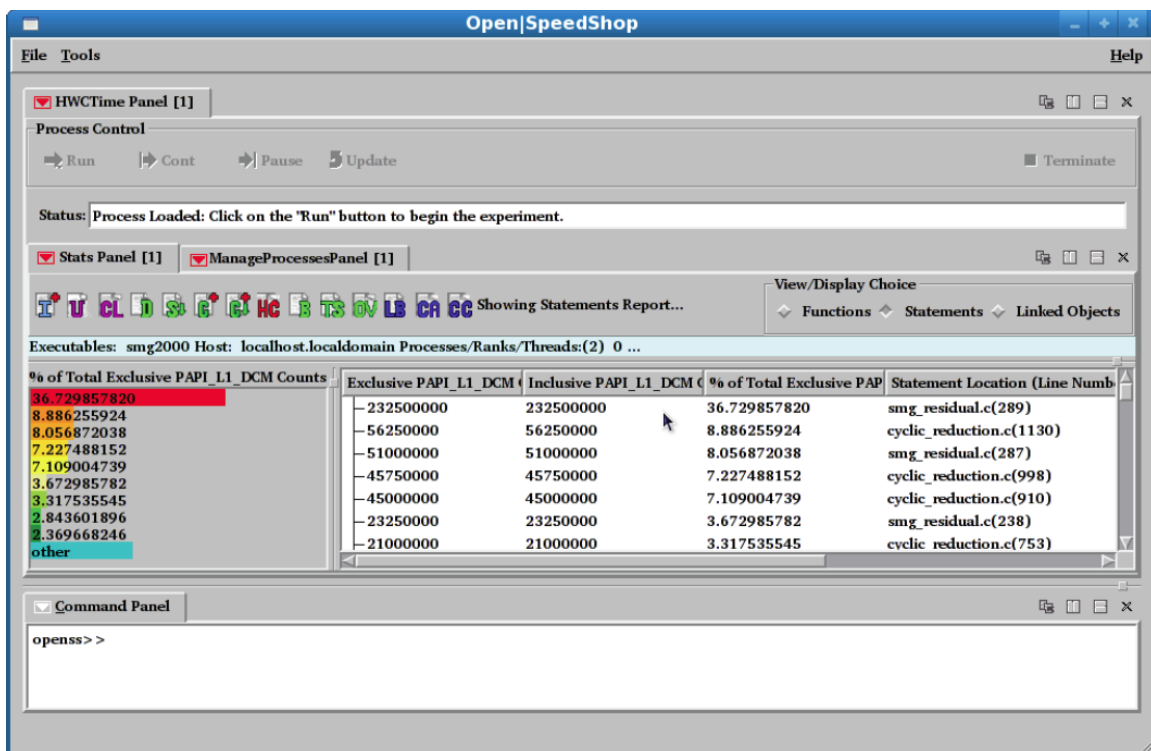 Open|SpeedShop
File Tools Help
HWCTime Panel [1]
Process Control
Run Cont Pause Update Terminate
Status: Process Loaded: Click on the "Run" button to begin the experiment.
Stats Panel [1] ManageProcessesPanel [1]
View/Display Choice
I U CL D HC B TS OV LB CA CC Showing Statements Report... Functions Statements Linked Objects
Executables: smg2000 Host: localhost.localdomain Processes/Ranks/Threads:(2) 0 ...
% of Total Exclusive PAPI_L1_DCM Counts
36.729857820
8.886255924
8.056872038
7.227488152
7.109004739
3.672985782
3.317535545
2.843601896
2.369668246
other
Exclusive PAPI_L1_DCM ( Inclusive PAPI_L1_DCM ( % of Total Exclusive PAP Statement Location (Line Numb
232500000 232500000 36.729857820 smg_residual.c(289)
56250000 56250000 8.886255924 cyclic_reduction.c(1130)
51000000 51000000 8.056872038 smg_residual.c(287)
45750000 45750000 7.227488152 cyclic_reduction.c(998)
45000000 45000000 7.109004739 cyclic_reduction.c(910)
23250000 23250000 3.672985782 smg_residual.c(238)
21000000 21000000 3.317535545 cyclic_reduction.c(753)
Command Panel
openss>>